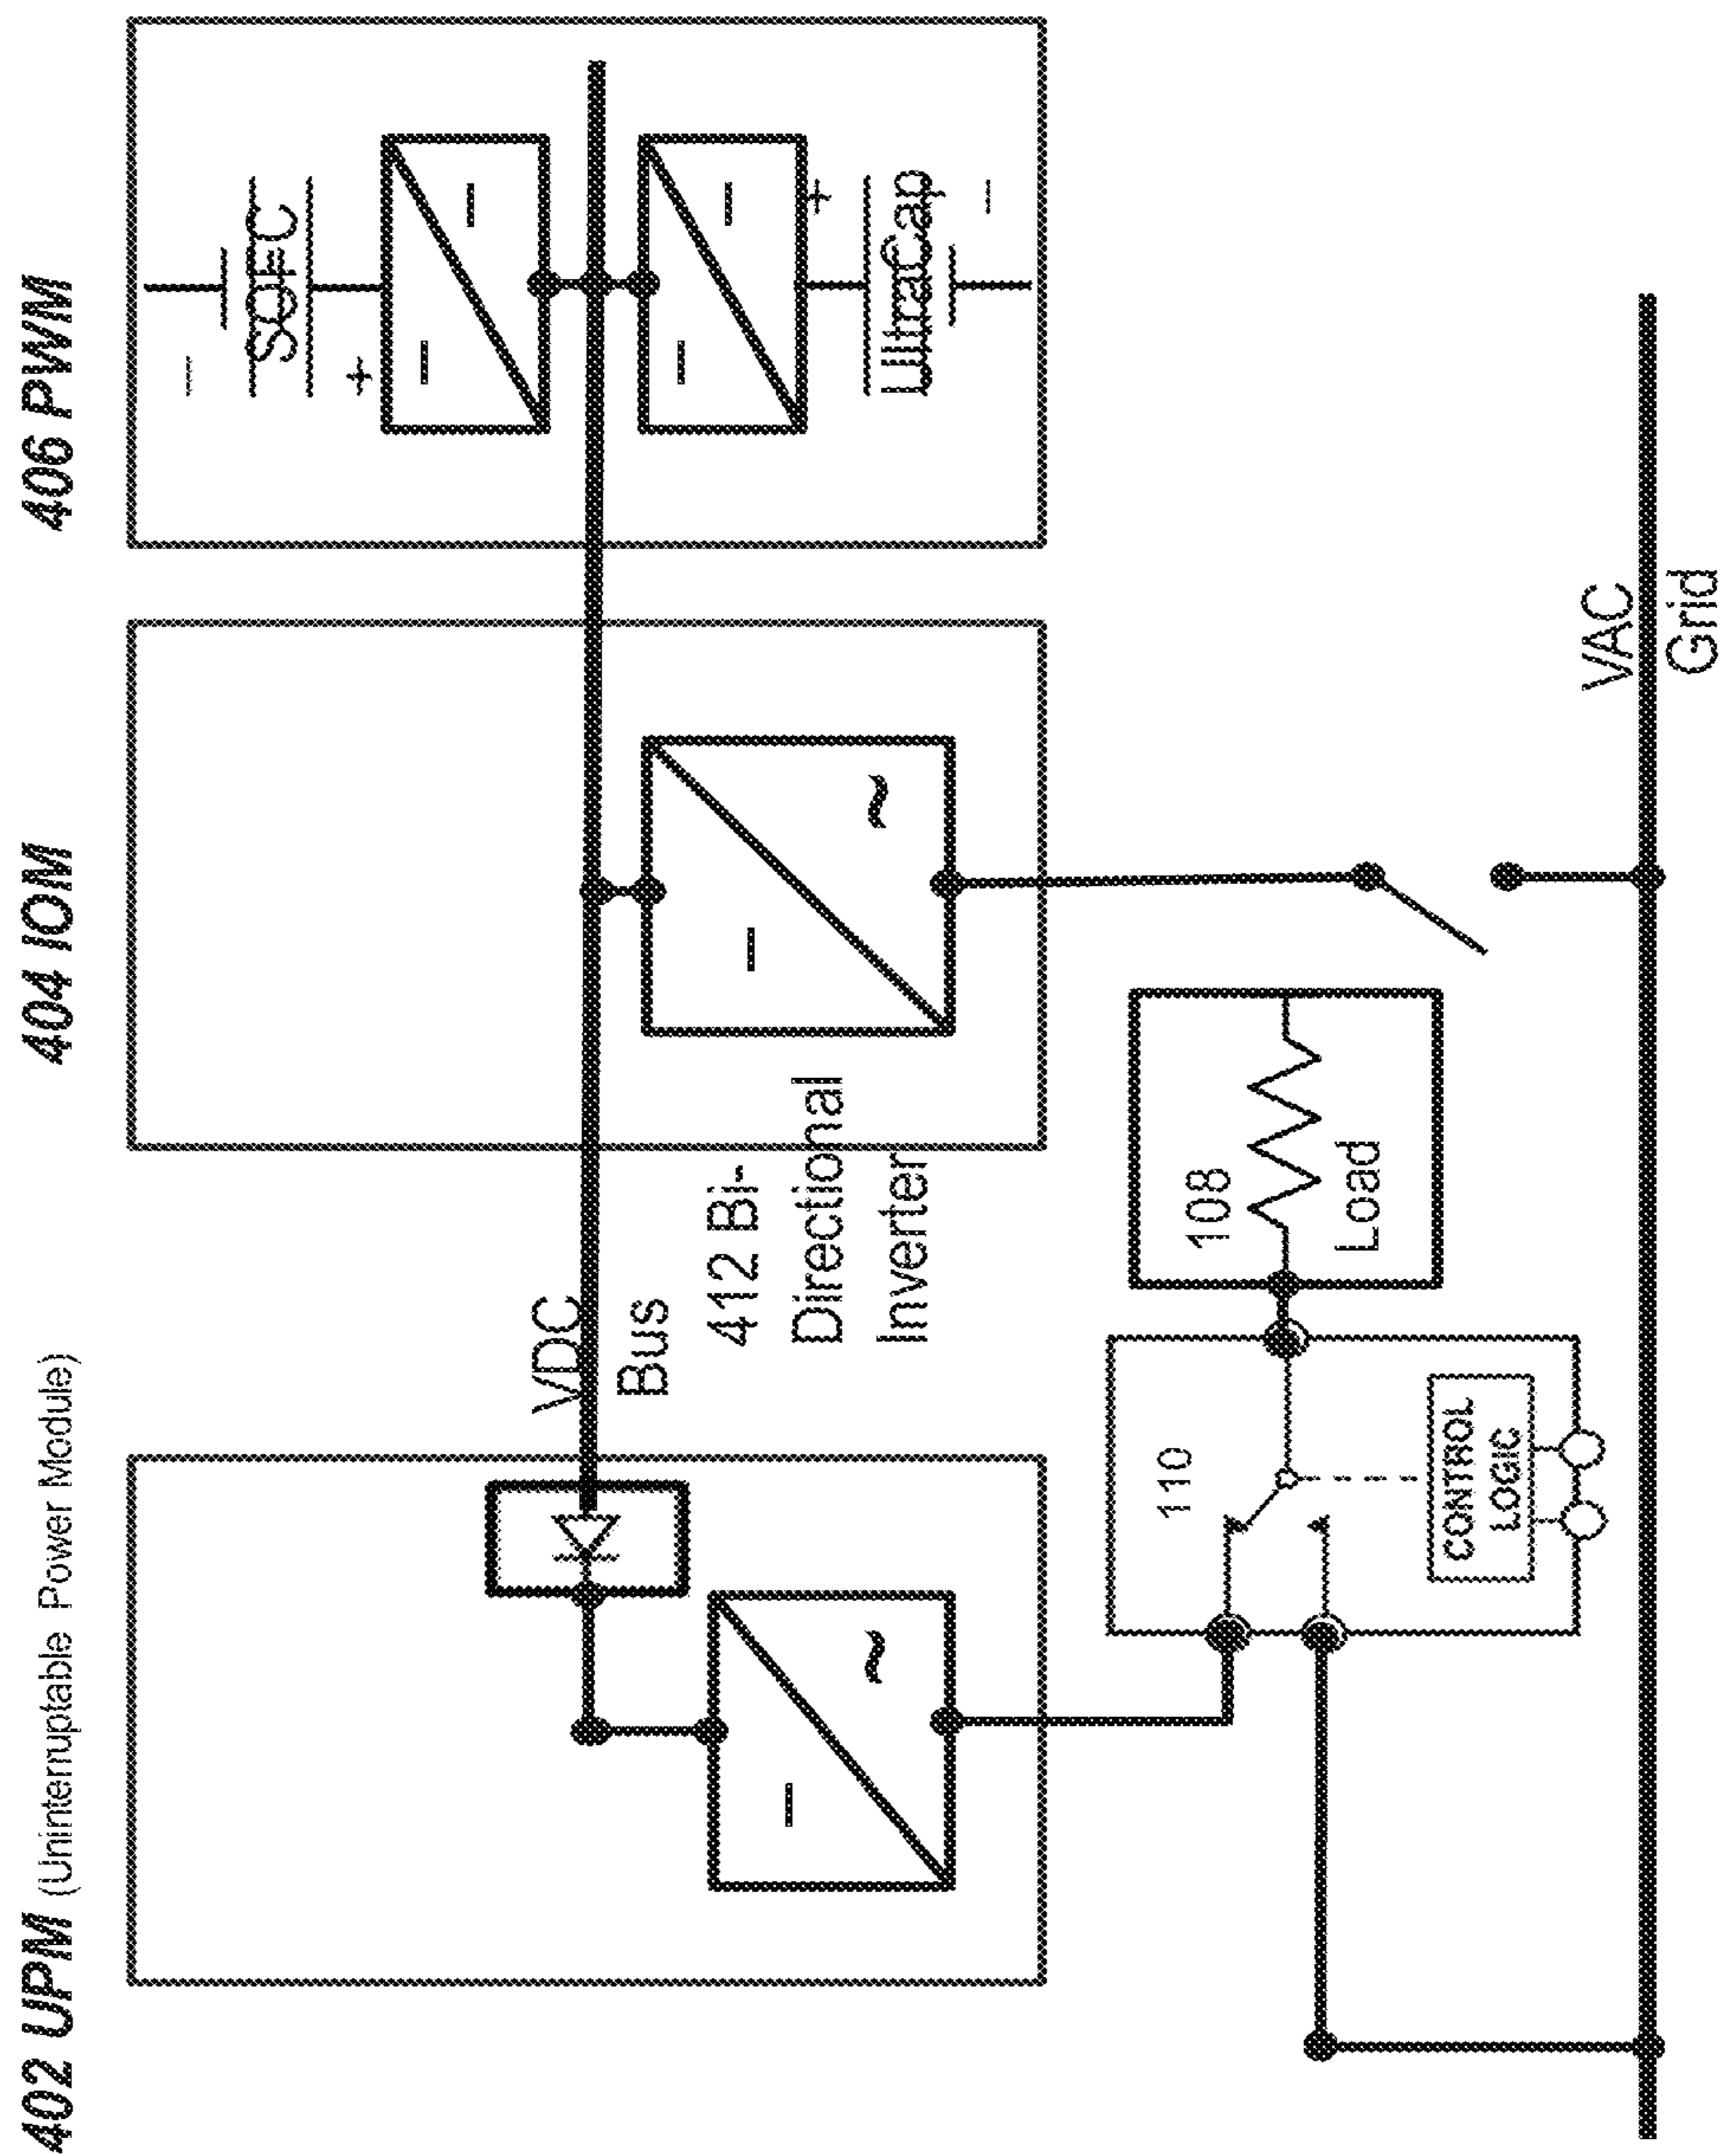 402 UPM (Uninterruptable Power Module)
404 IOM
406 PWM
VDC
Bus
412 Bi-
Directional
Inverter
SOFC
-
+
UltraCap
+
-
-
~
-
~
-
-
-
-
108
Load
110
CONTROL
LOGIC
VAC
Grid